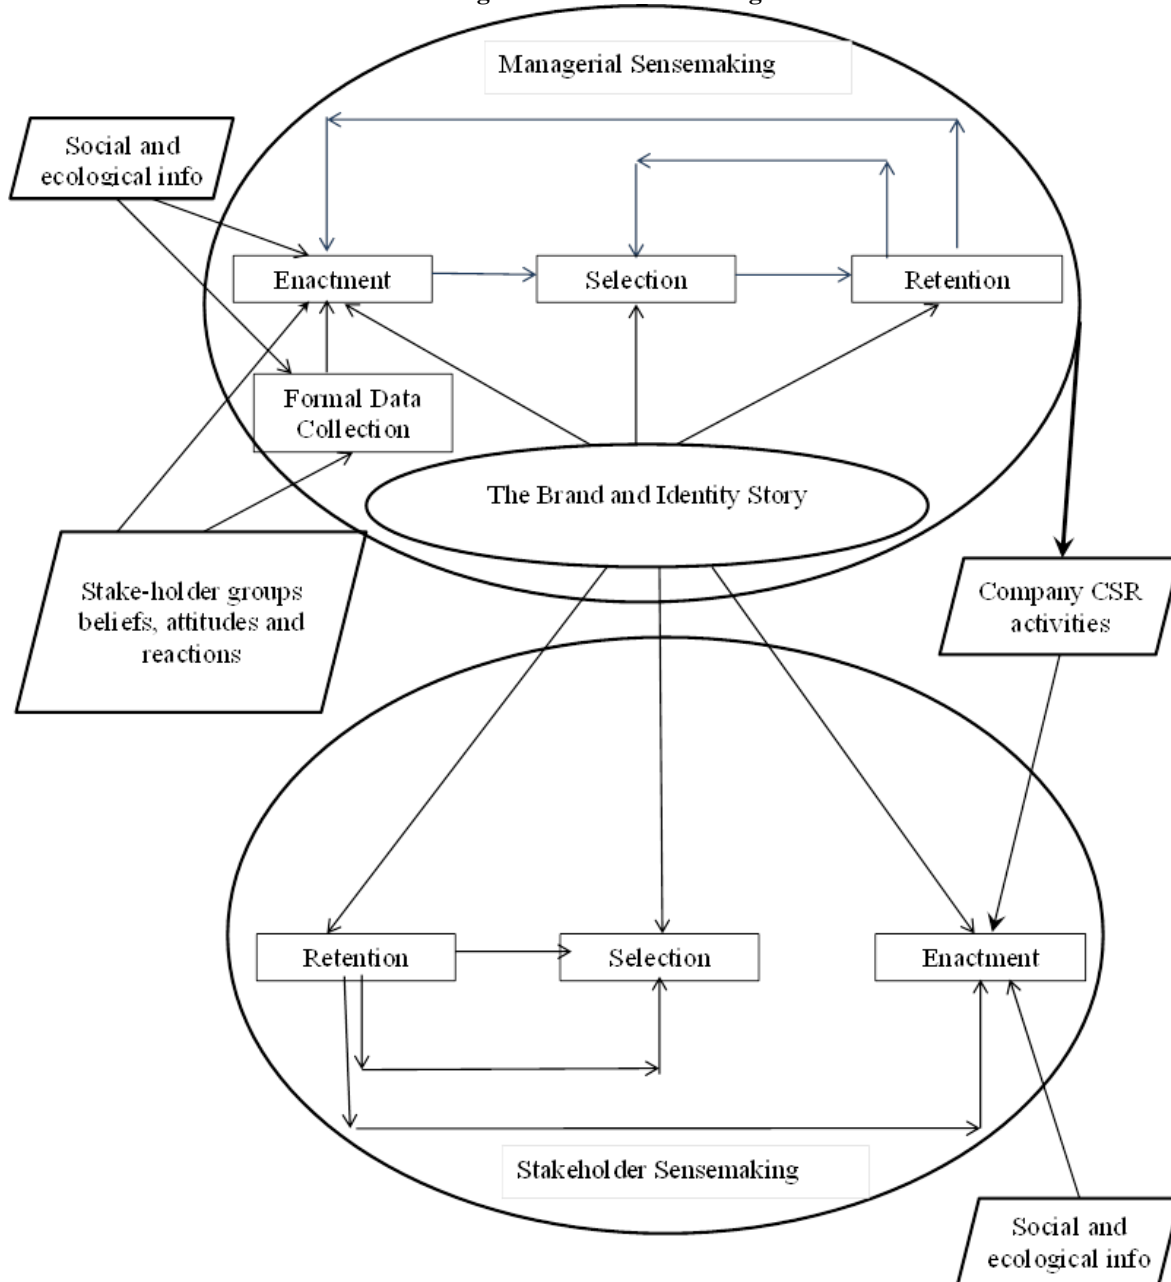 Managerial Sensemaking
Social and
ecological info
Enactment
Selection
Retention
Formal Data
Collection
The Brand and Identity Story
Stake-holder groups
beliefs, attitudes and
reactions
Company CSR
activities
Retention
Selection
Enactment
Stakeholder Sensemaking
Social and
ecological info